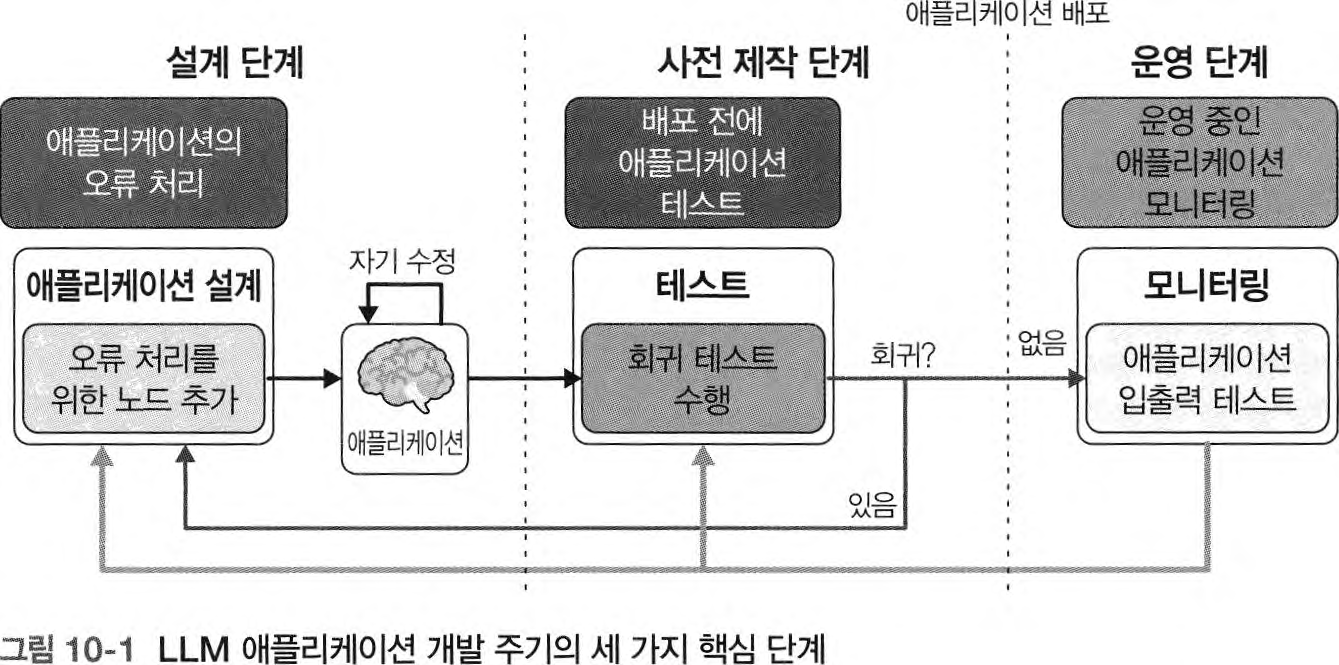 애플리케이션 배포
설계 단계
사전 제작 단계
운영 단계
애플리케이션의
오류 처리
배포 전에
애플리케이션
테스트
운영 중인
애플리케이션
모니터링
애플리케이션 설계
오류 처리를
위한 노드 추가
자기 수정
애플리케이션
테스트
회귀 테스트
수행
회귀?
없음
있음
모니터링
애플리케이션
입출력 테스트
그림 10-1 LLM 애플리케이션 개발 주기의 세 가지 핵심 단계